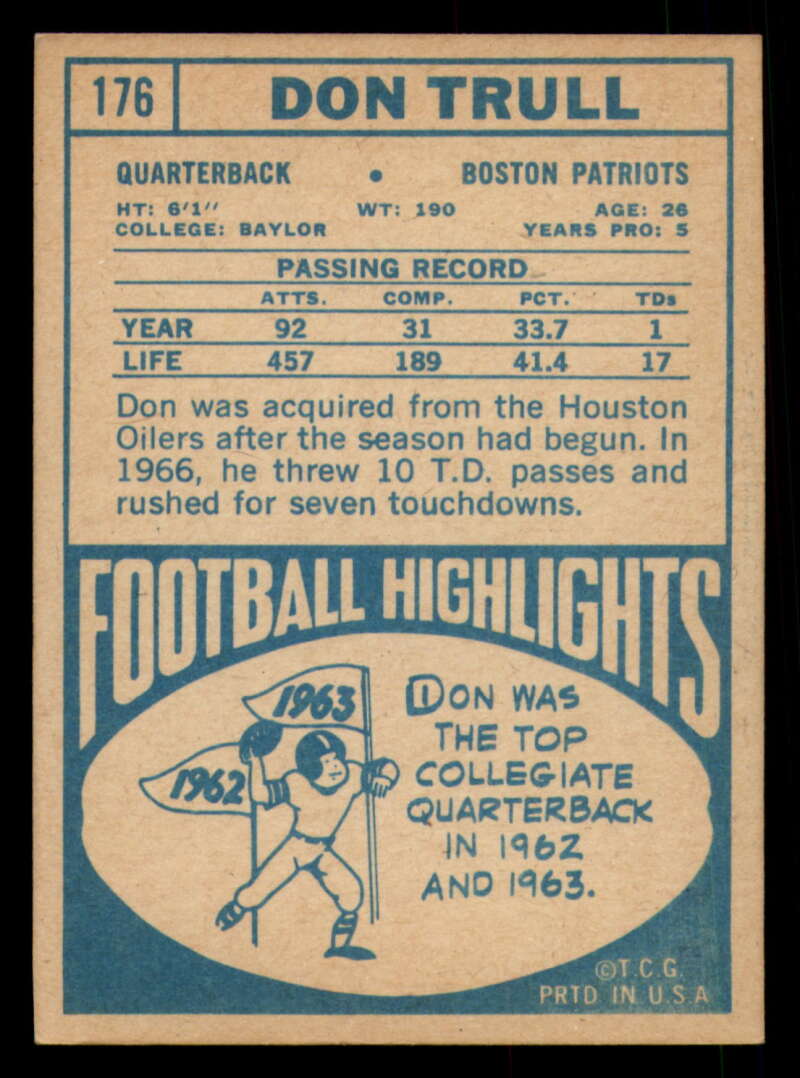 176 DON TRULL
QUARTERBACK • BOSTON PATRIOTS
HT: 6'1" WT: 190 AGE: 26
COLLEGE: BAYLOR YEARS PRO: 5
PASSING RECORD
ATTS. COMP. PCT. TDs
YEAR 92 31 33.7 1
LIFE 457 189 41.4 17
Don was acquired from the Houston
Oilers after the season had begun. In
1966, he threw 10 T.D. passes and
rushed for seven touchdowns.
FOOTBALL HIGHLIGHTS
1963
1962
DON WAS
THE TOP
COLLEGIATE
QUARTERBACK
IN 1962
AND 1963.
©T.C.G.
PRTD IN U.S.A